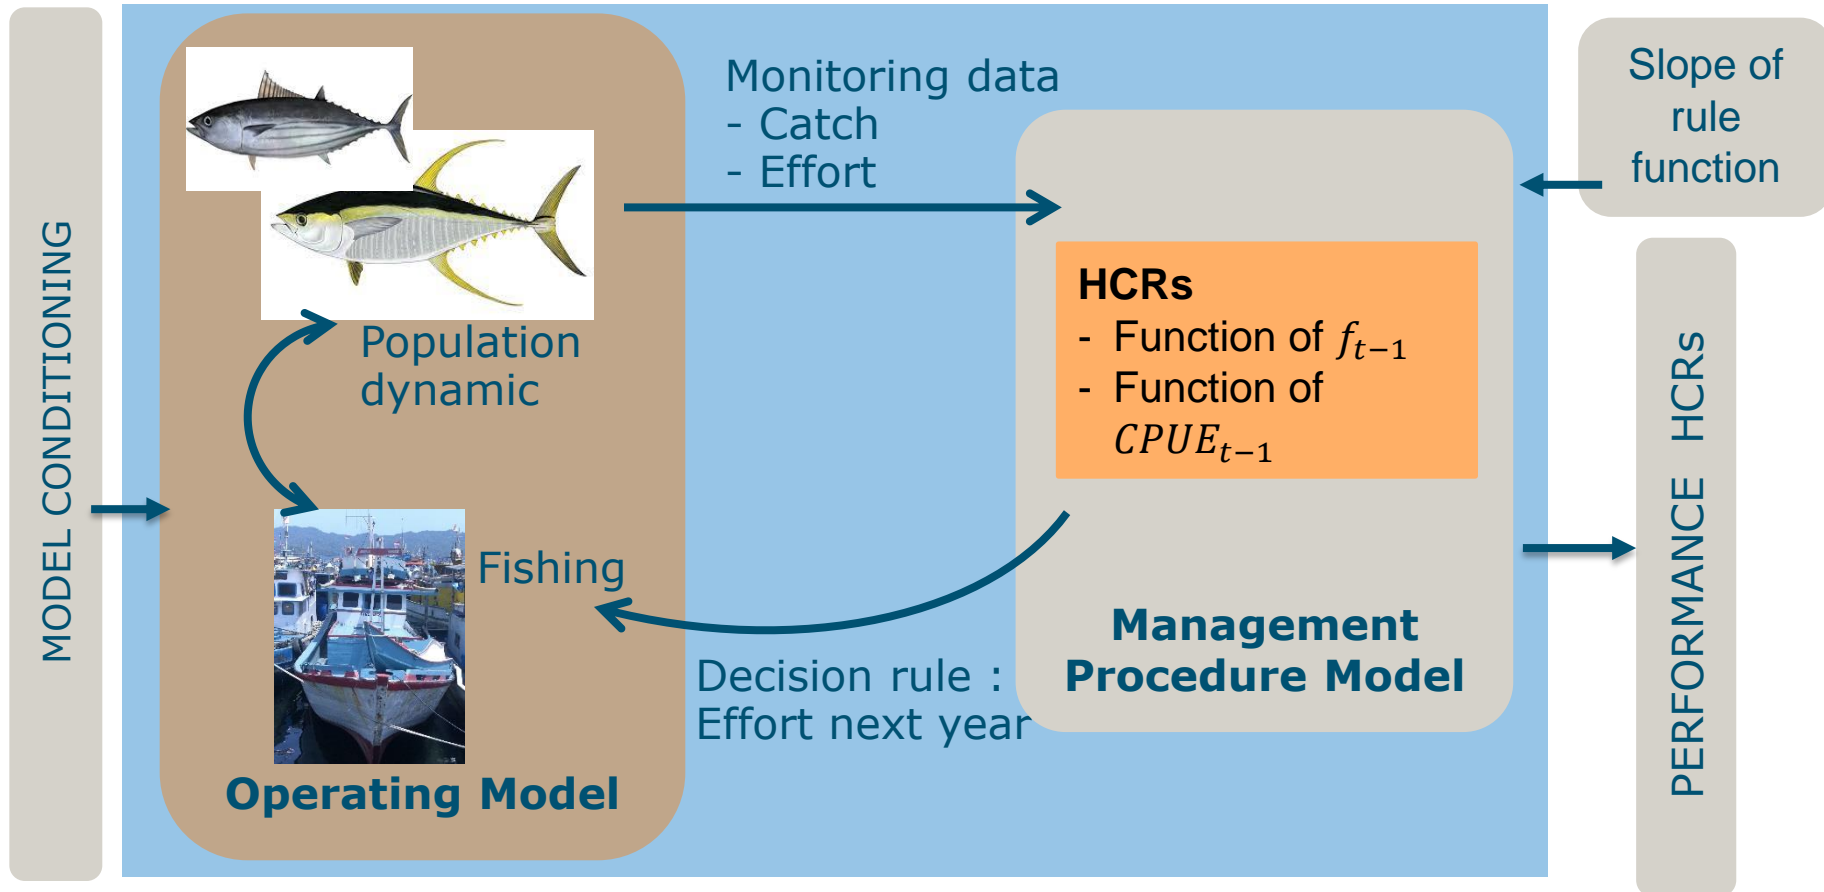 MODEL CONDITIONING
Monitoring data
- Catch
- Effort
Slope of
rule
function
HCRs
- Function of f_{t−1}
- Function of
CPUE_{t−1}
Population
dynamic
Fishing
Management
Procedure Model
Decision rule :
Effort next year
Operating Model
PERFORMANCE HCRs